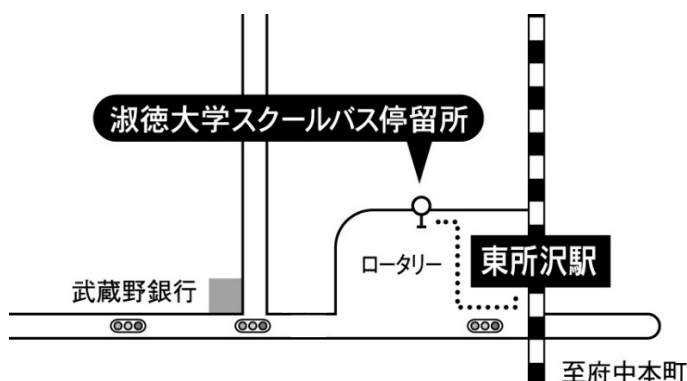 淑徳大学スクールバス停留所
ロータリー
東所沢駅
武蔵野銀行
至府中本町